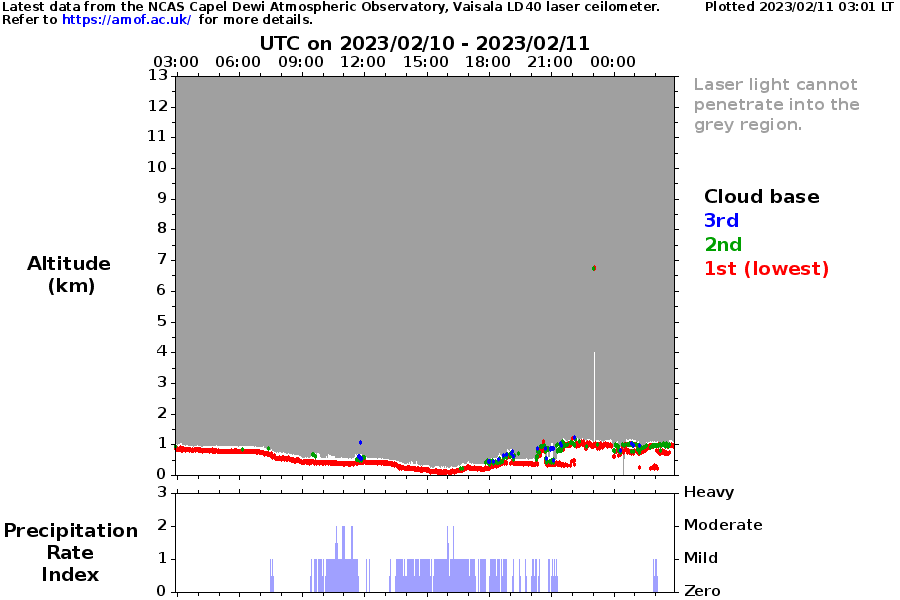 Latest data from the NCAS Capel Dewi Atmospheric Observatory, Vaisala LD40 laser ceilometer. Plotted 2023/02/11 03:01 LT
Refer to https://amof.ac.uk/ for more details.
UTC on 2023/02/10 - 2023/02/11
03:00 06:00 09:00 12:00 15:00 18:00 21:00 00:00
13
12
11
10
9
8
7
6
5
4
3
2
1
0
Altitude
(km)
Laser light cannot
penetrate into the
grey region.
Cloud base
3rd
2nd
1st (lowest)
3 Heavy
2 Moderate
1 Mild
0 Zero
Precipitation
Rate
Index